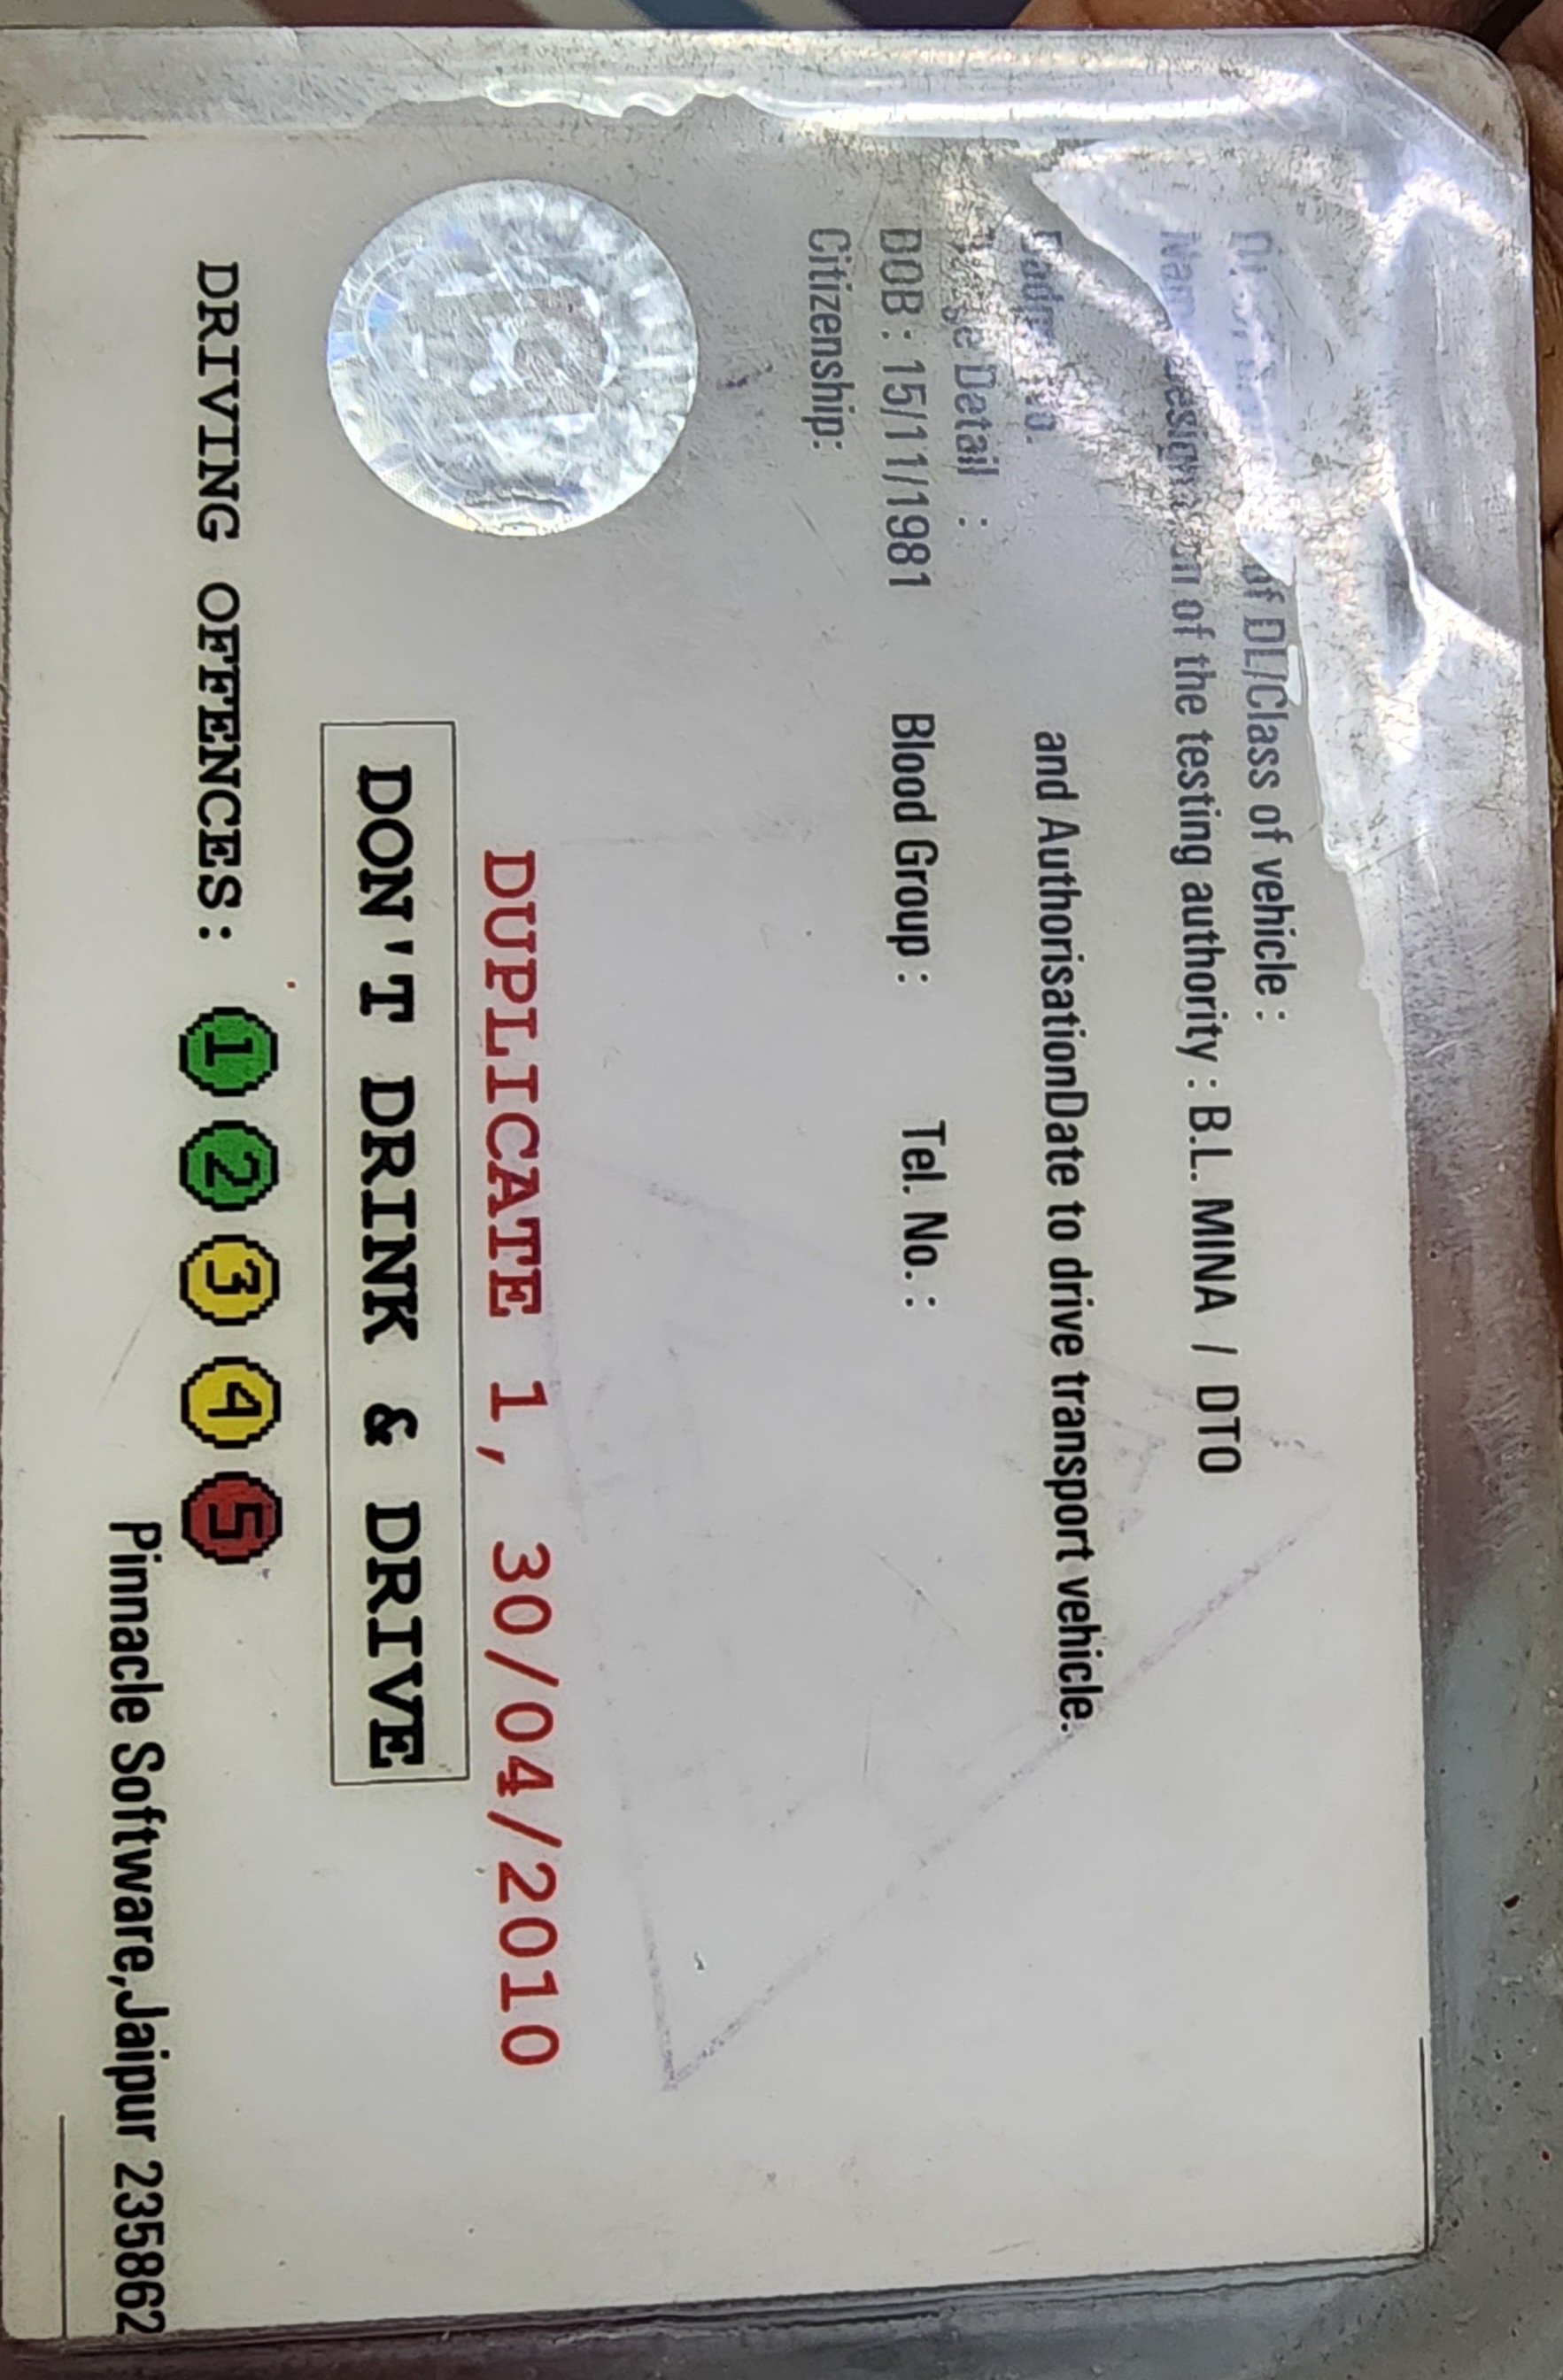 of DL/Class of vehicle :
of the testing authority : B.L. MINA / DTO
and AuthorisationDate to drive transport vehicle.
Detail :
DOB : 15/11/1981 Blood Group : Tel. No. :
Citizenship:
DUPLICATE 1, 30/04/2010
DON'T DRINK & DRIVE
DRIVING OFFENCES: 1 2 3 4 5
Pinnacle Software,Jaipur 235862